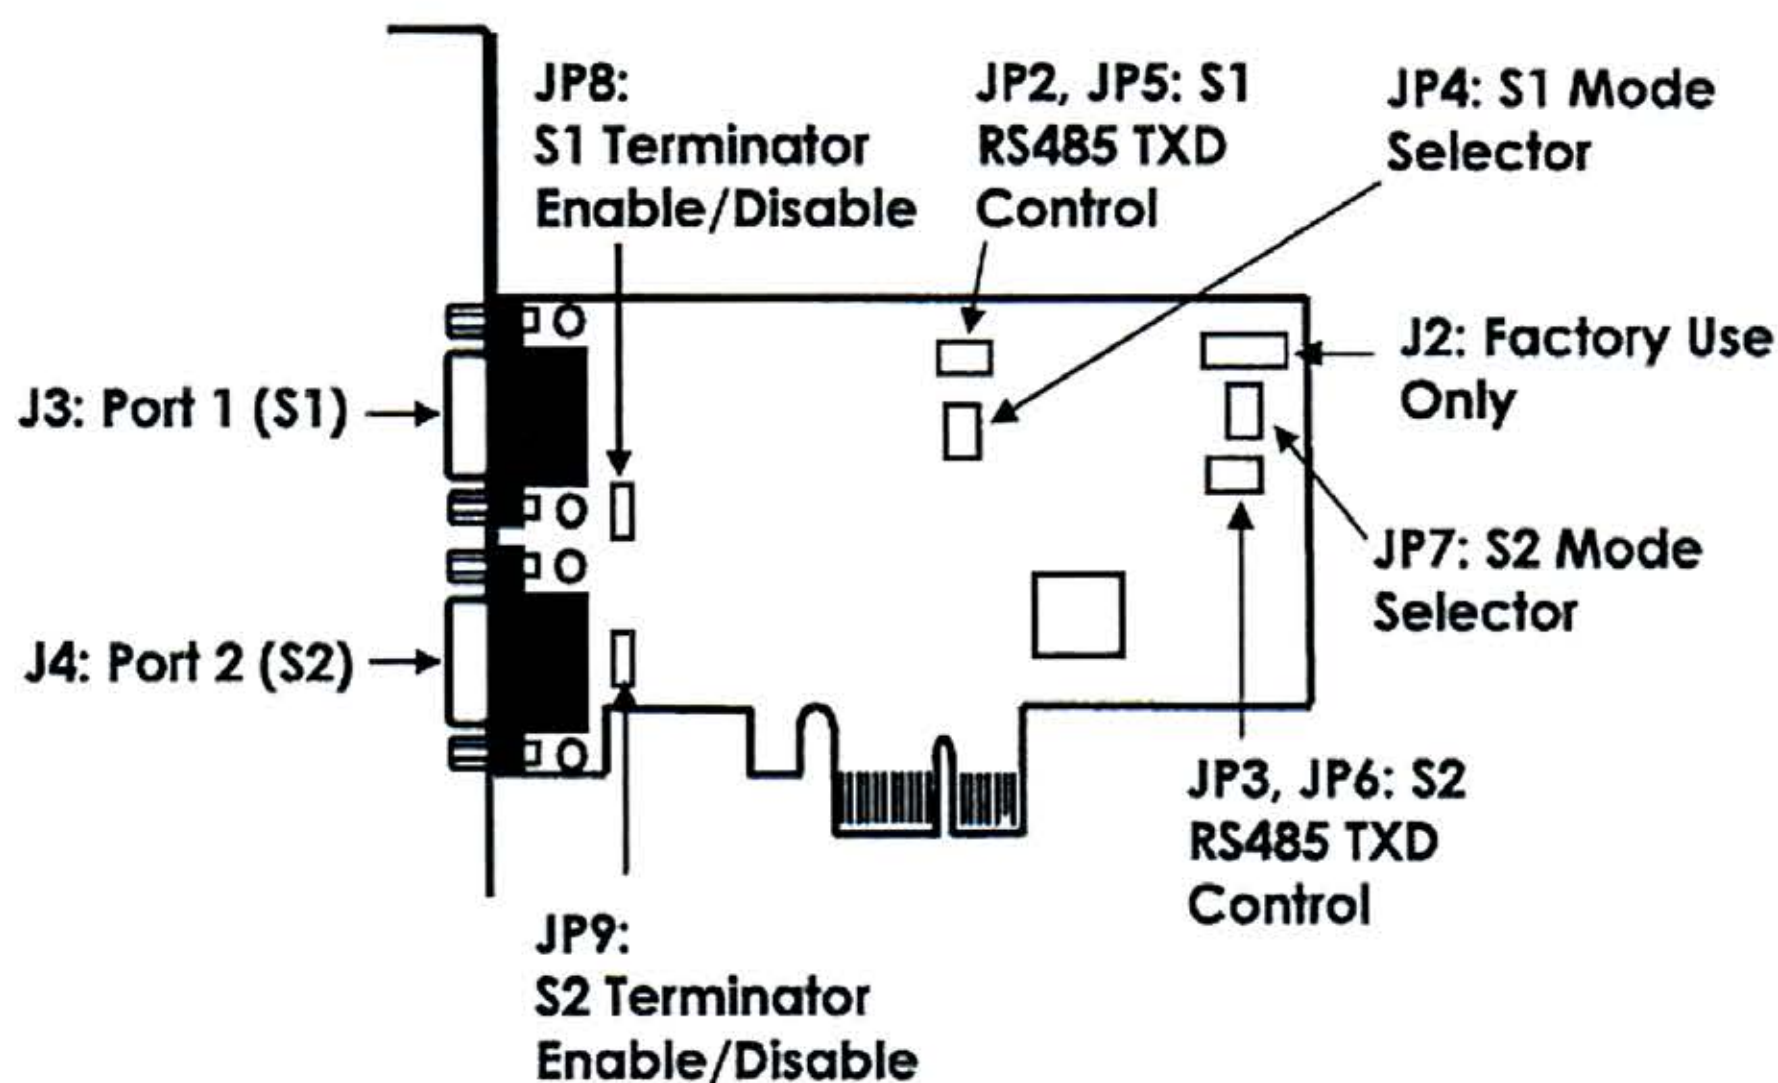 JP8:
S1 Terminator
Enable/Disable
JP2, JP5: S1
RS485 TXD
Control
JP4: S1 Mode
Selector
J2: Factory Use
Only
J3: Port 1 (S1)
JP7: S2 Mode
Selector
J4: Port 2 (S2)
JP3, JP6: S2
RS485 TXD
Control
JP9:
S2 Terminator
Enable/Disable